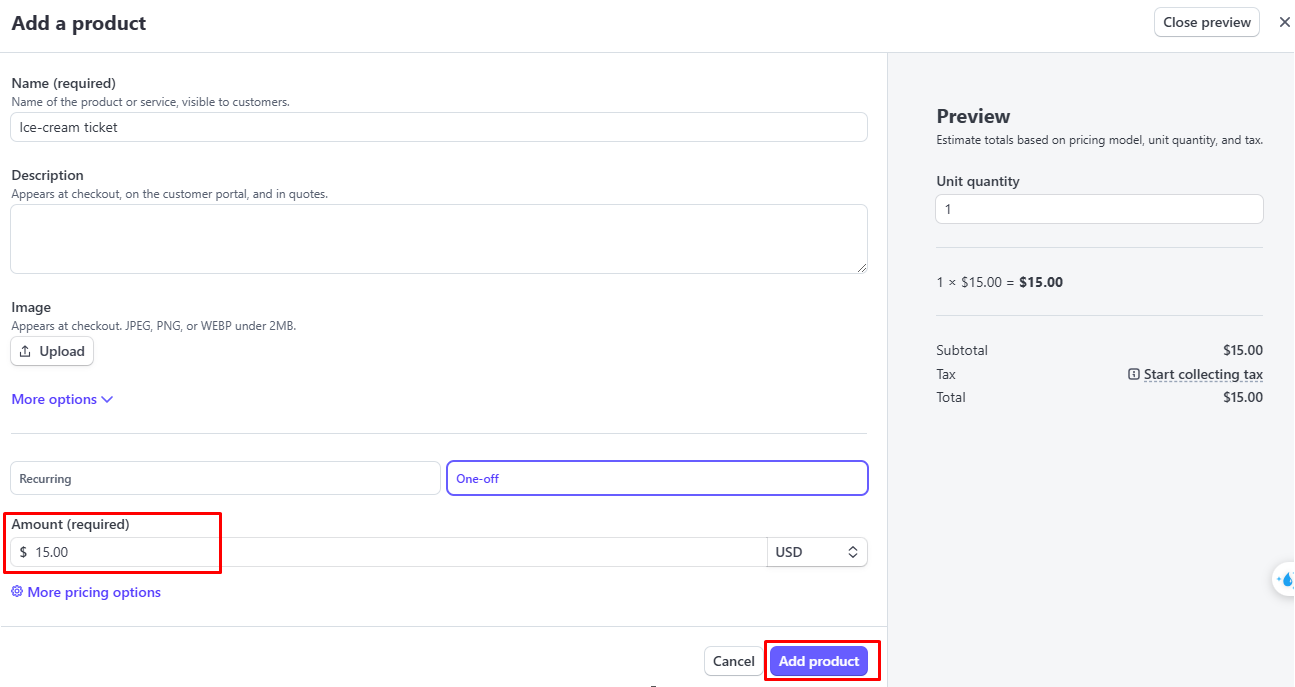 Add a product
Close preview
Name (required)
Name of the product or service, visible to customers.
Ice-cream ticket
Description
Appears at checkout, on the customer portal, and in quotes.
Image
Appears at checkout. JPEG, PNG, or WEBP under 2MB.
Upload
More options
Recurring
One-off
Amount (required)
$ 15.00
USD
More pricing options
Cancel
Add product
Preview
Estimate totals based on pricing model, unit quantity, and tax.
Unit quantity
1
1 × $15.00 = $15.00
Subtotal $15.00
Tax Start collecting tax
Total $15.00